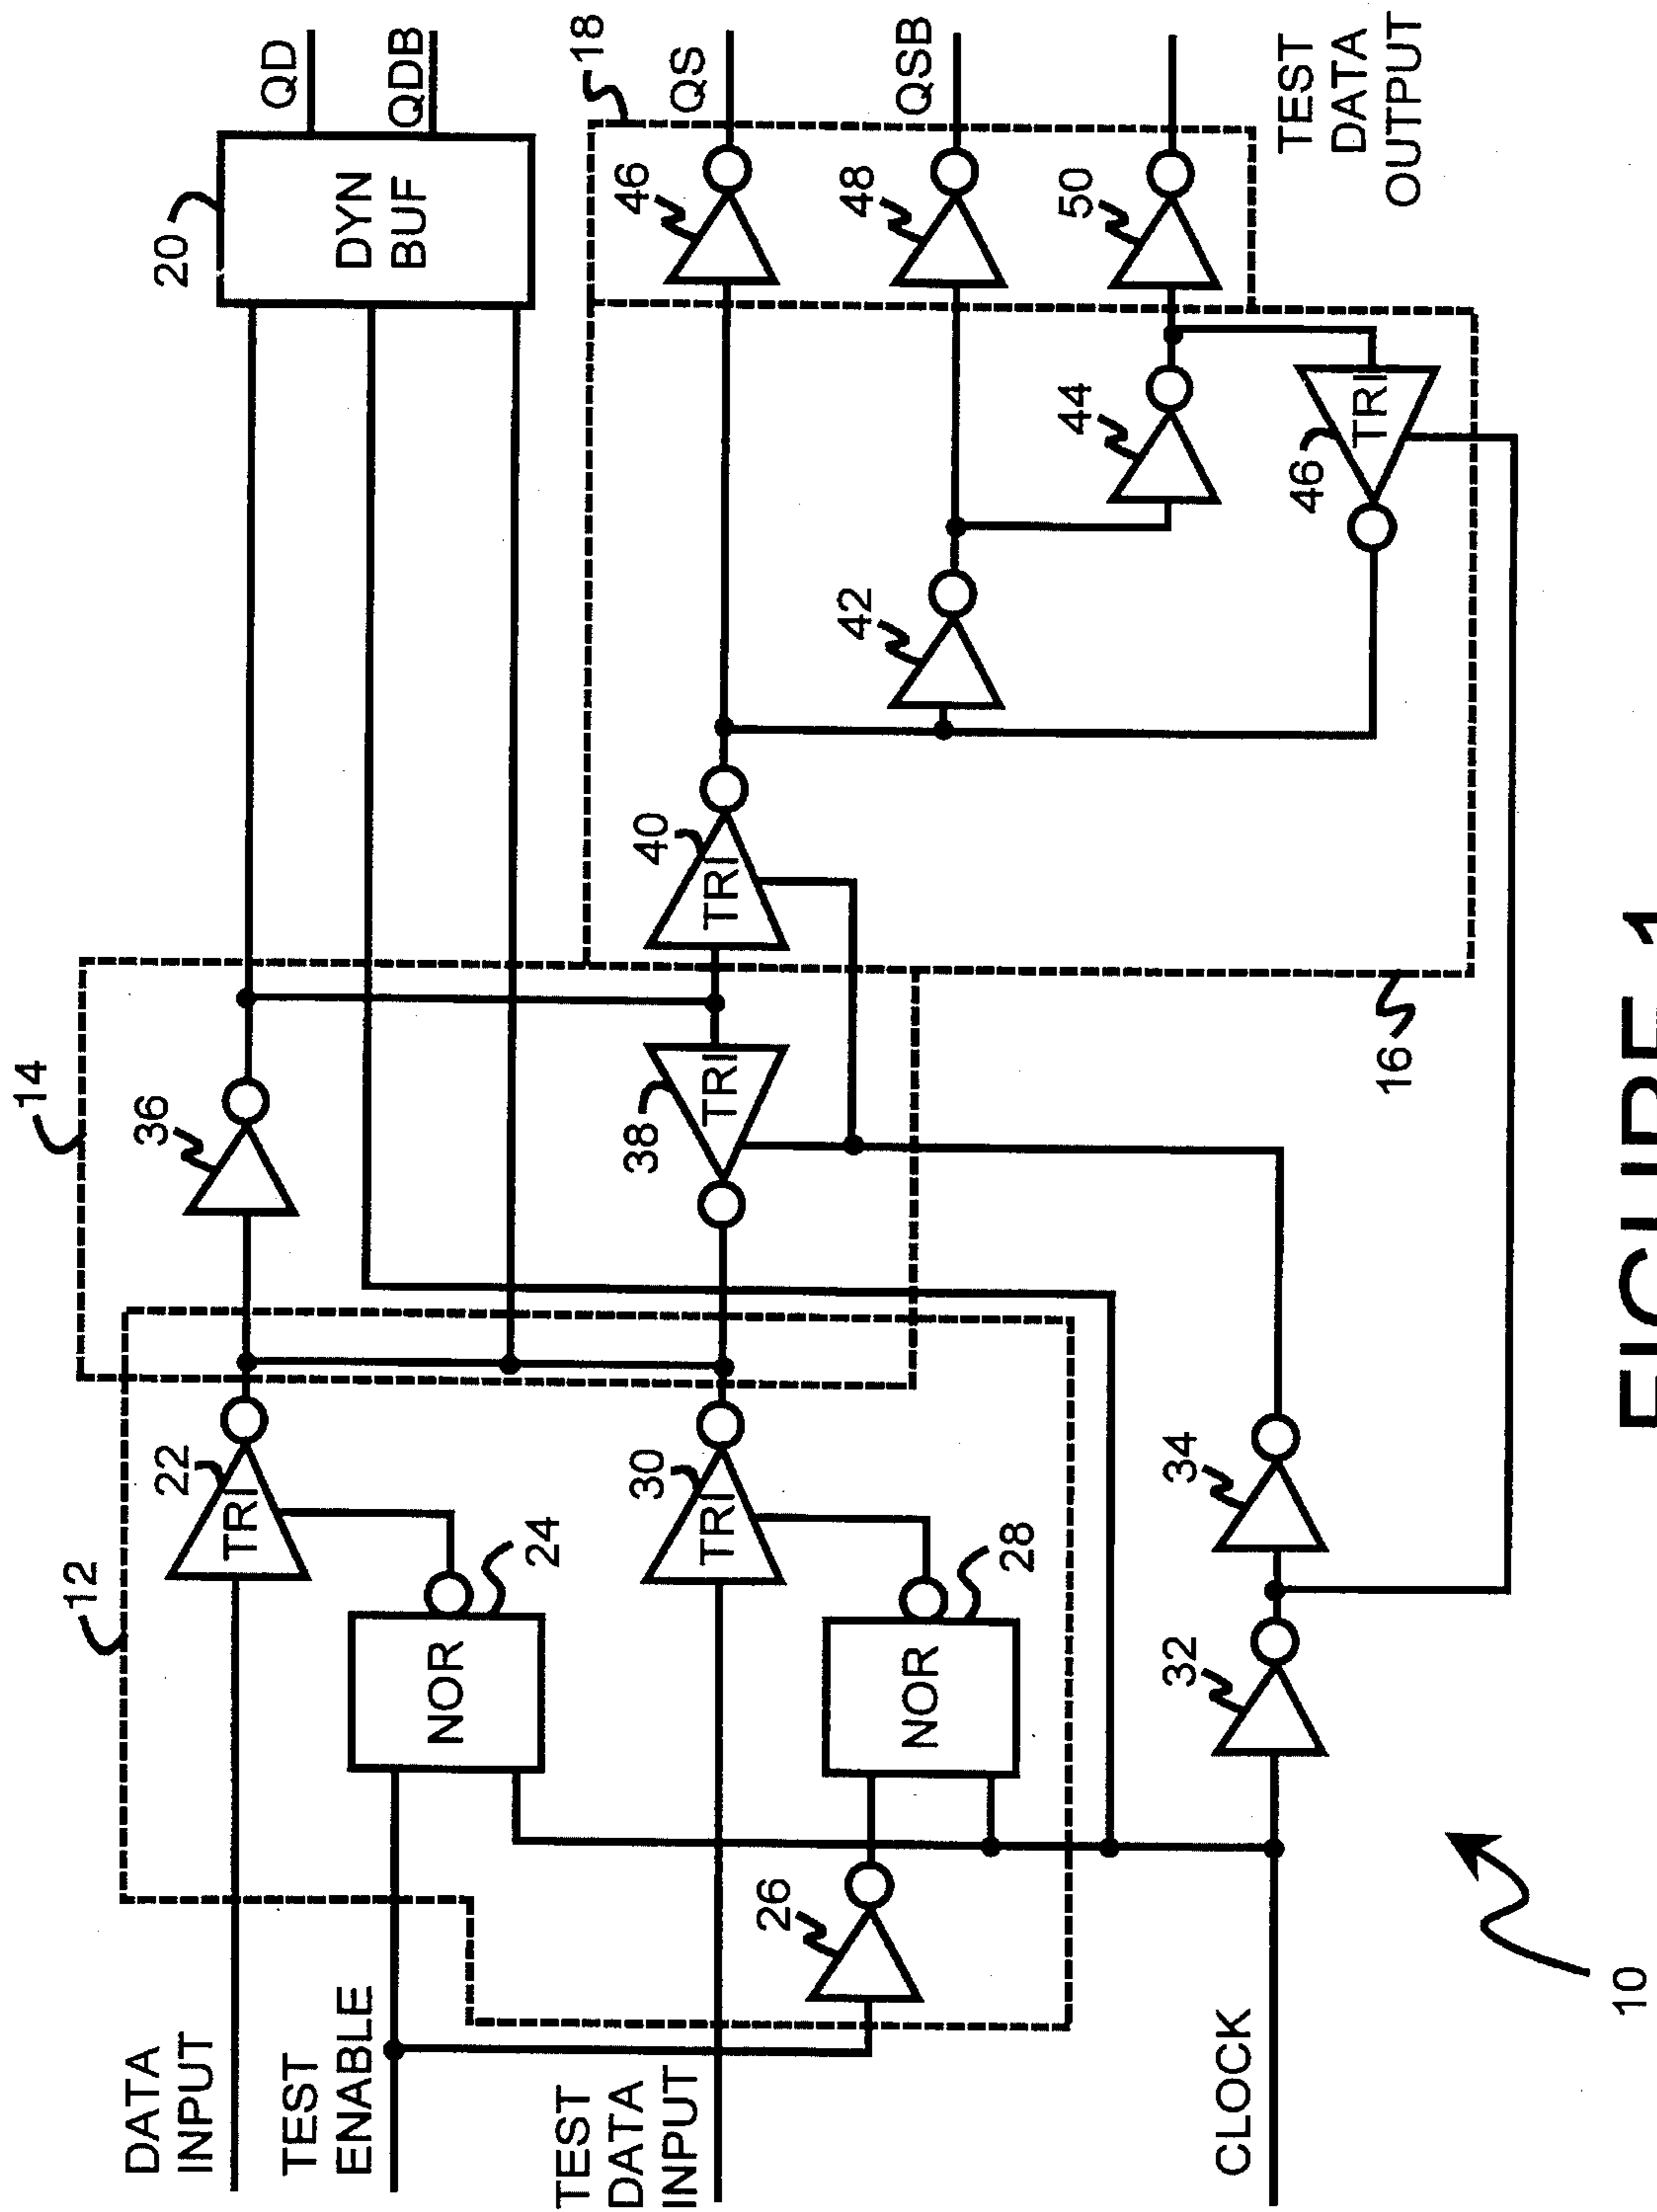 DATA
INPUT
TEST
ENABLE
TEST
DATA
INPUT
CLOCK
10
12
22
TRI
24
NOR
26
28
NOR
30
TRI
32
34
14
36
38
TRI
16
40
TRI
42
44
46
TRI
20
DYN
BUF
QD
QDB
18
46
QS
48
QSB
50
TEST
DATA
OUTPUT
FIGURE 1